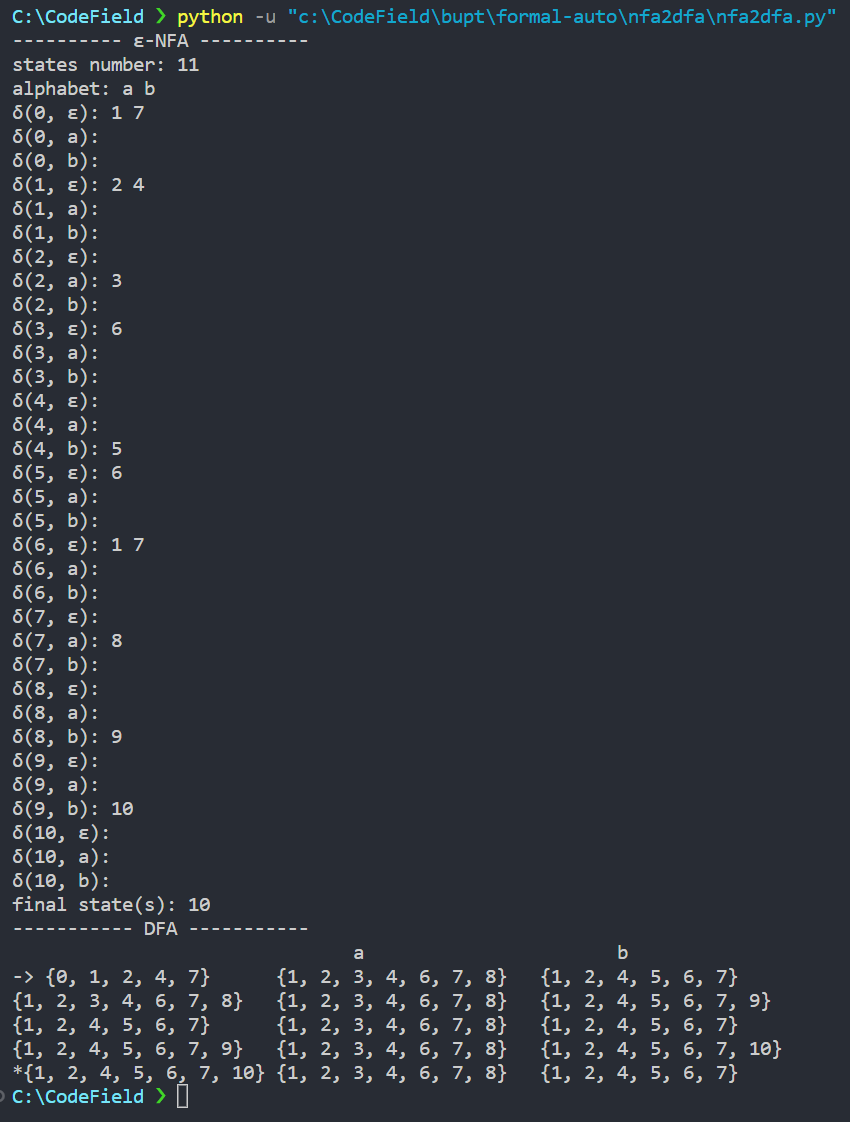 C:\CodeField ❯ python -u "c:\CodeField\bupt\formal-auto\nfa2dfa\nfa2dfa.py"
---------- ε-NFA ----------
states number: 11
alphabet: a b
δ(0, ε): 1 7
δ(0, a):
δ(0, b):
δ(1, ε): 2 4
δ(1, a):
δ(1, b):
δ(2, ε):
δ(2, a): 3
δ(2, b):
δ(3, ε): 6
δ(3, a):
δ(3, b):
δ(4, ε):
δ(4, a):
δ(4, b): 5
δ(5, ε): 6
δ(5, a):
δ(5, b):
δ(6, ε): 1 7
δ(6, a):
δ(6, b):
δ(7, ε):
δ(7, a): 8
δ(7, b):
δ(8, ε):
δ(8, a):
δ(8, b): 9
δ(9, ε):
δ(9, a):
δ(9, b): 10
δ(10, ε):
δ(10, a):
δ(10, b):
final state(s): 10
----------- DFA -----------
a b
-> {0, 1, 2, 4, 7} {1, 2, 3, 4, 6, 7, 8} {1, 2, 4, 5, 6, 7}
{1, 2, 3, 4, 6, 7, 8} {1, 2, 3, 4, 6, 7, 8} {1, 2, 4, 5, 6, 7, 9}
{1, 2, 4, 5, 6, 7} {1, 2, 3, 4, 6, 7, 8} {1, 2, 4, 5, 6, 7}
{1, 2, 4, 5, 6, 7, 9} {1, 2, 3, 4, 6, 7, 8} {1, 2, 4, 5, 6, 7, 10}
*{1, 2, 4, 5, 6, 7, 10} {1, 2, 3, 4, 6, 7, 8} {1, 2, 4, 5, 6, 7}
C:\CodeField ❯